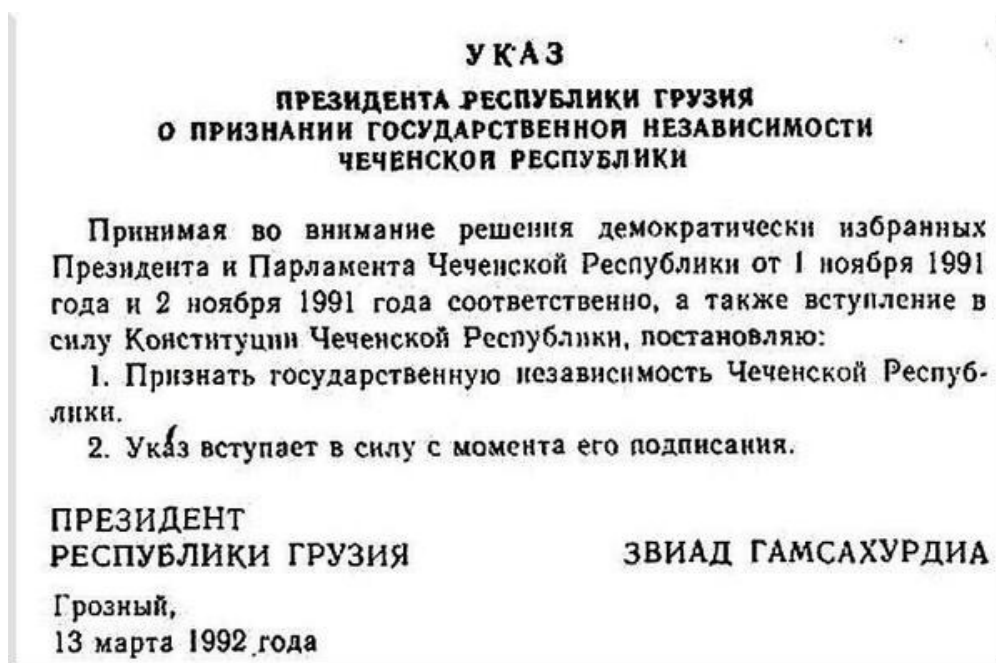 УКАЗ
ПРЕЗИДЕНТА РЕСПУБЛИКИ ГРУЗИЯ
О ПРИЗНАНИИ ГОСУДАРСТВЕННОЙ НЕЗАВИСИМОСТИ
ЧЕЧЕНСКОЙ РЕСПУБЛИКИ
Принимая во внимание решения демократически избранных
Президента и Парламента Чеченской Республики от 1 ноября 1991
года и 2 ноября 1991 года соответственно, а также вступление в
силу Конституции Чеченской Республики, постановляю:
1. Признать государственную независимость Чеченской Респуб-
лики.
2. Указ вступает в силу с момента его подписания.
ПРЕЗИДЕНТ
РЕСПУБЛИКИ ГРУЗИЯ ЗВИАД ГАМСАХУРДИА
Грозный,
13 марта 1992 года